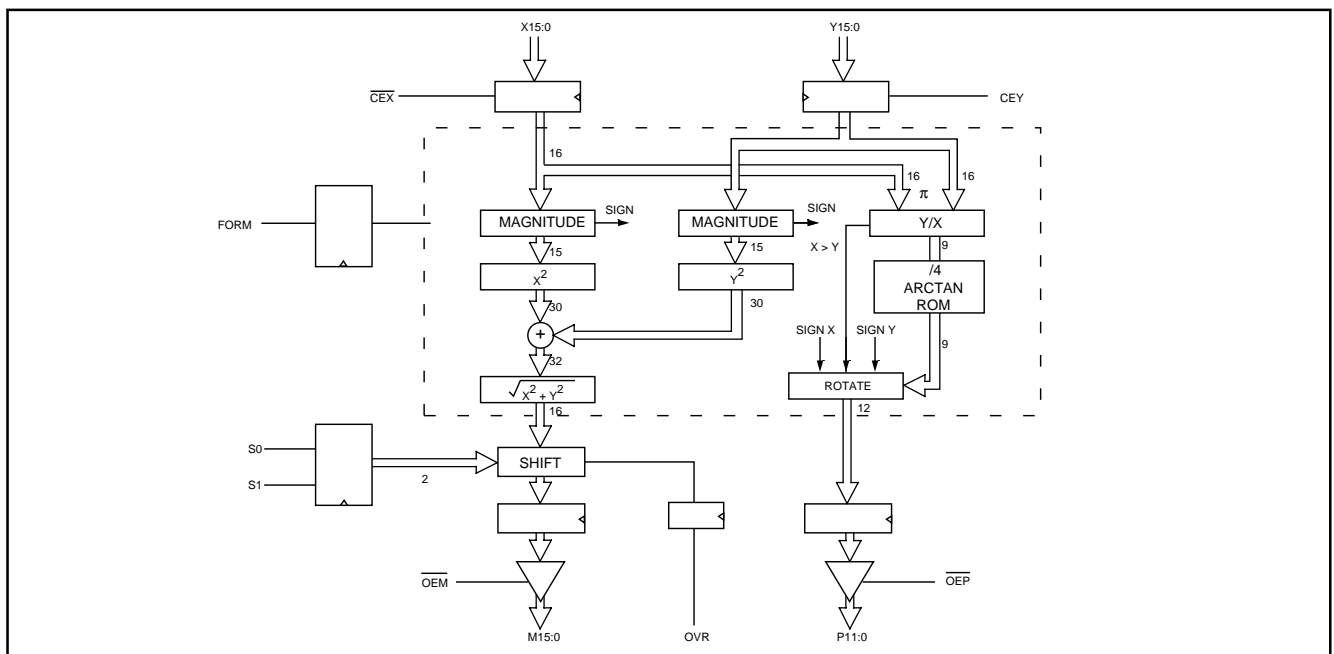 X15:0
Y15:0
CEX
CEY
16
16
16
π
FORM
MAGNITUDE
SIGN
MAGNITUDE
SIGN
Y/X
15
15
X > Y
9
X2
Y2
/4
ARCTAN
ROM
30
30
+
SIGN X
SIGN Y
9
32
√X2 + Y2
ROTATE
16
12
S0
S1
2
SHIFT
OEM
OEP
M15:0
OVR
P11:0